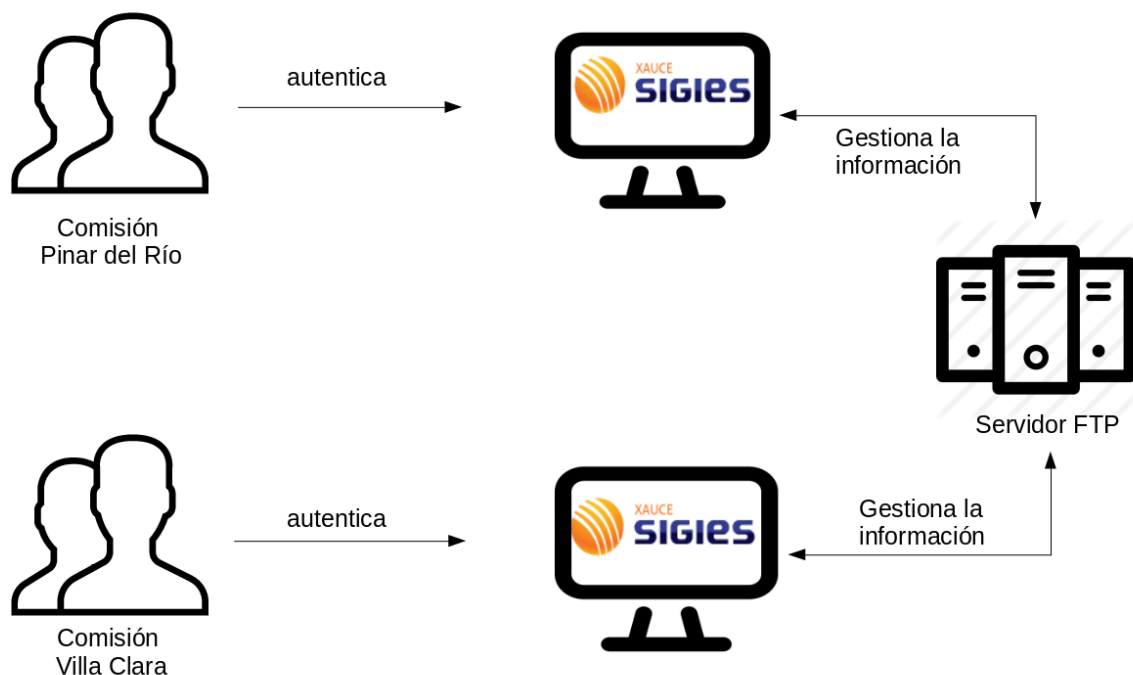 autentica
XAUCE
SIGIES
Gestiona la
información
Comisión
Pinar del Río
Servidor FTP
autentica
XAUCE
SIGIES
Gestiona la
información
Comisión
Villa Clara